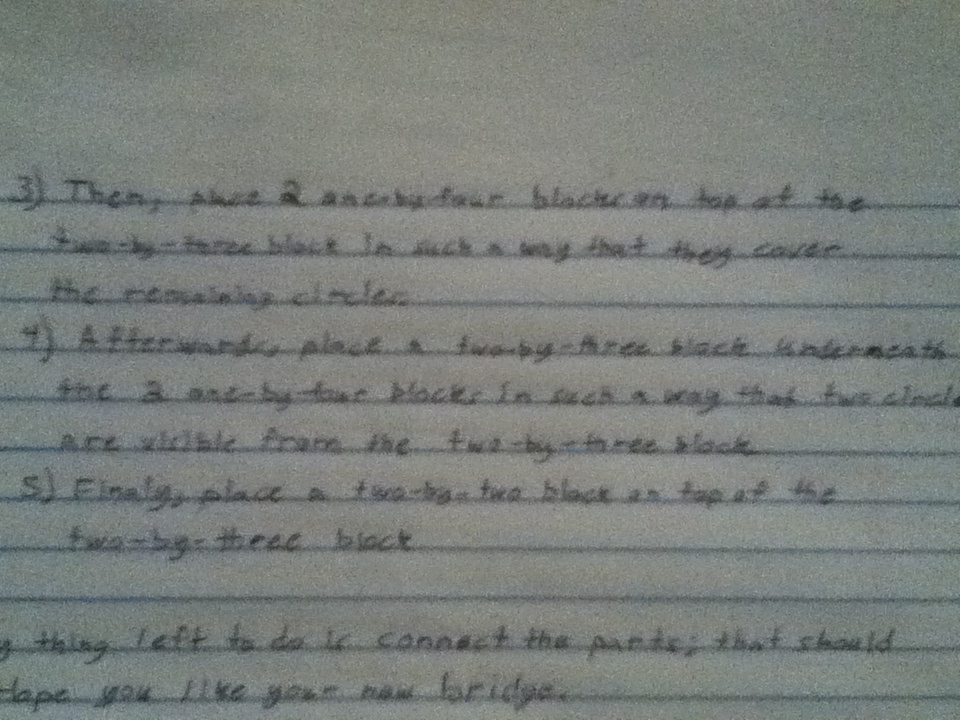 3) Then, place 2 one-by-four blocks on top of the
two-by-three block in such a way that they cover
the remaining circles.
4) Afterwards, place a two-by-three block underneath
the 2 one-by-four blocks in such a way that two circle
are visible from the two-by-three block
5) Finaly, place a two-by-two block on top of the
two-by-three block
thing left to do is connect the parts; that should
Hope you like your new bridge.